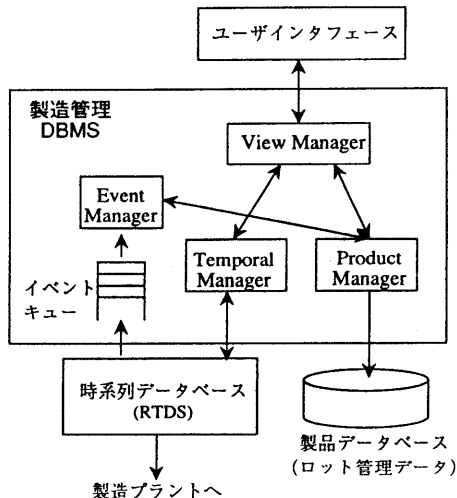 ユーザインタフェース
製造管理
DBMS
View Manager
Event
Manager
Temporal
Manager
Product
Manager
イベント
キュー
時系列データベース
(RTDS)
製品データベース
(ロット管理データ)
製造プラントへ